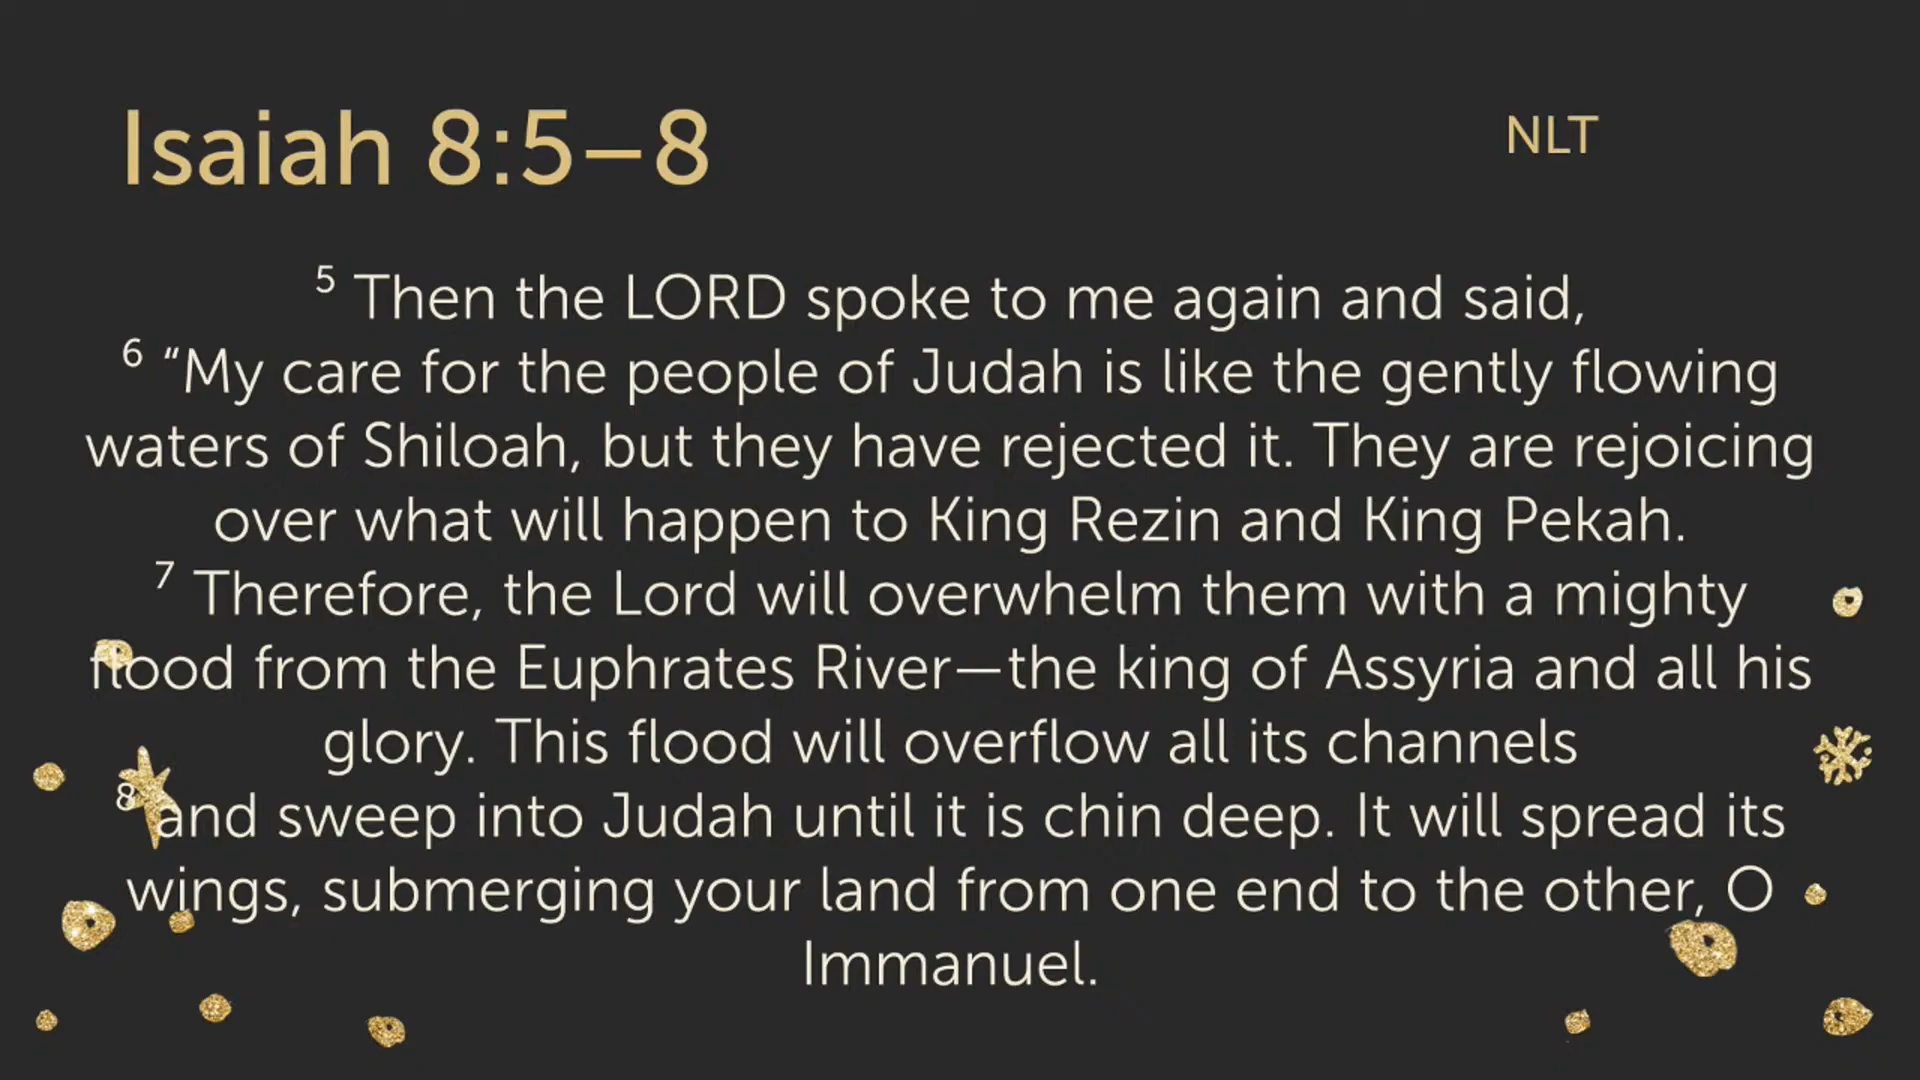 Isaiah 8:5–8
NLT
5 Then the LORD spoke to me again and said,
6 “My care for the people of Judah is like the gently flowing
waters of Shiloah, but they have rejected it. They are rejoicing
over what will happen to King Rezin and King Pekah.
7 Therefore, the Lord will overwhelm them with a mighty
flood from the Euphrates River—the king of Assyria and all his
glory. This flood will overflow all its channels
8 and sweep into Judah until it is chin deep. It will spread its
wings, submerging your land from one end to the other, O
Immanuel.